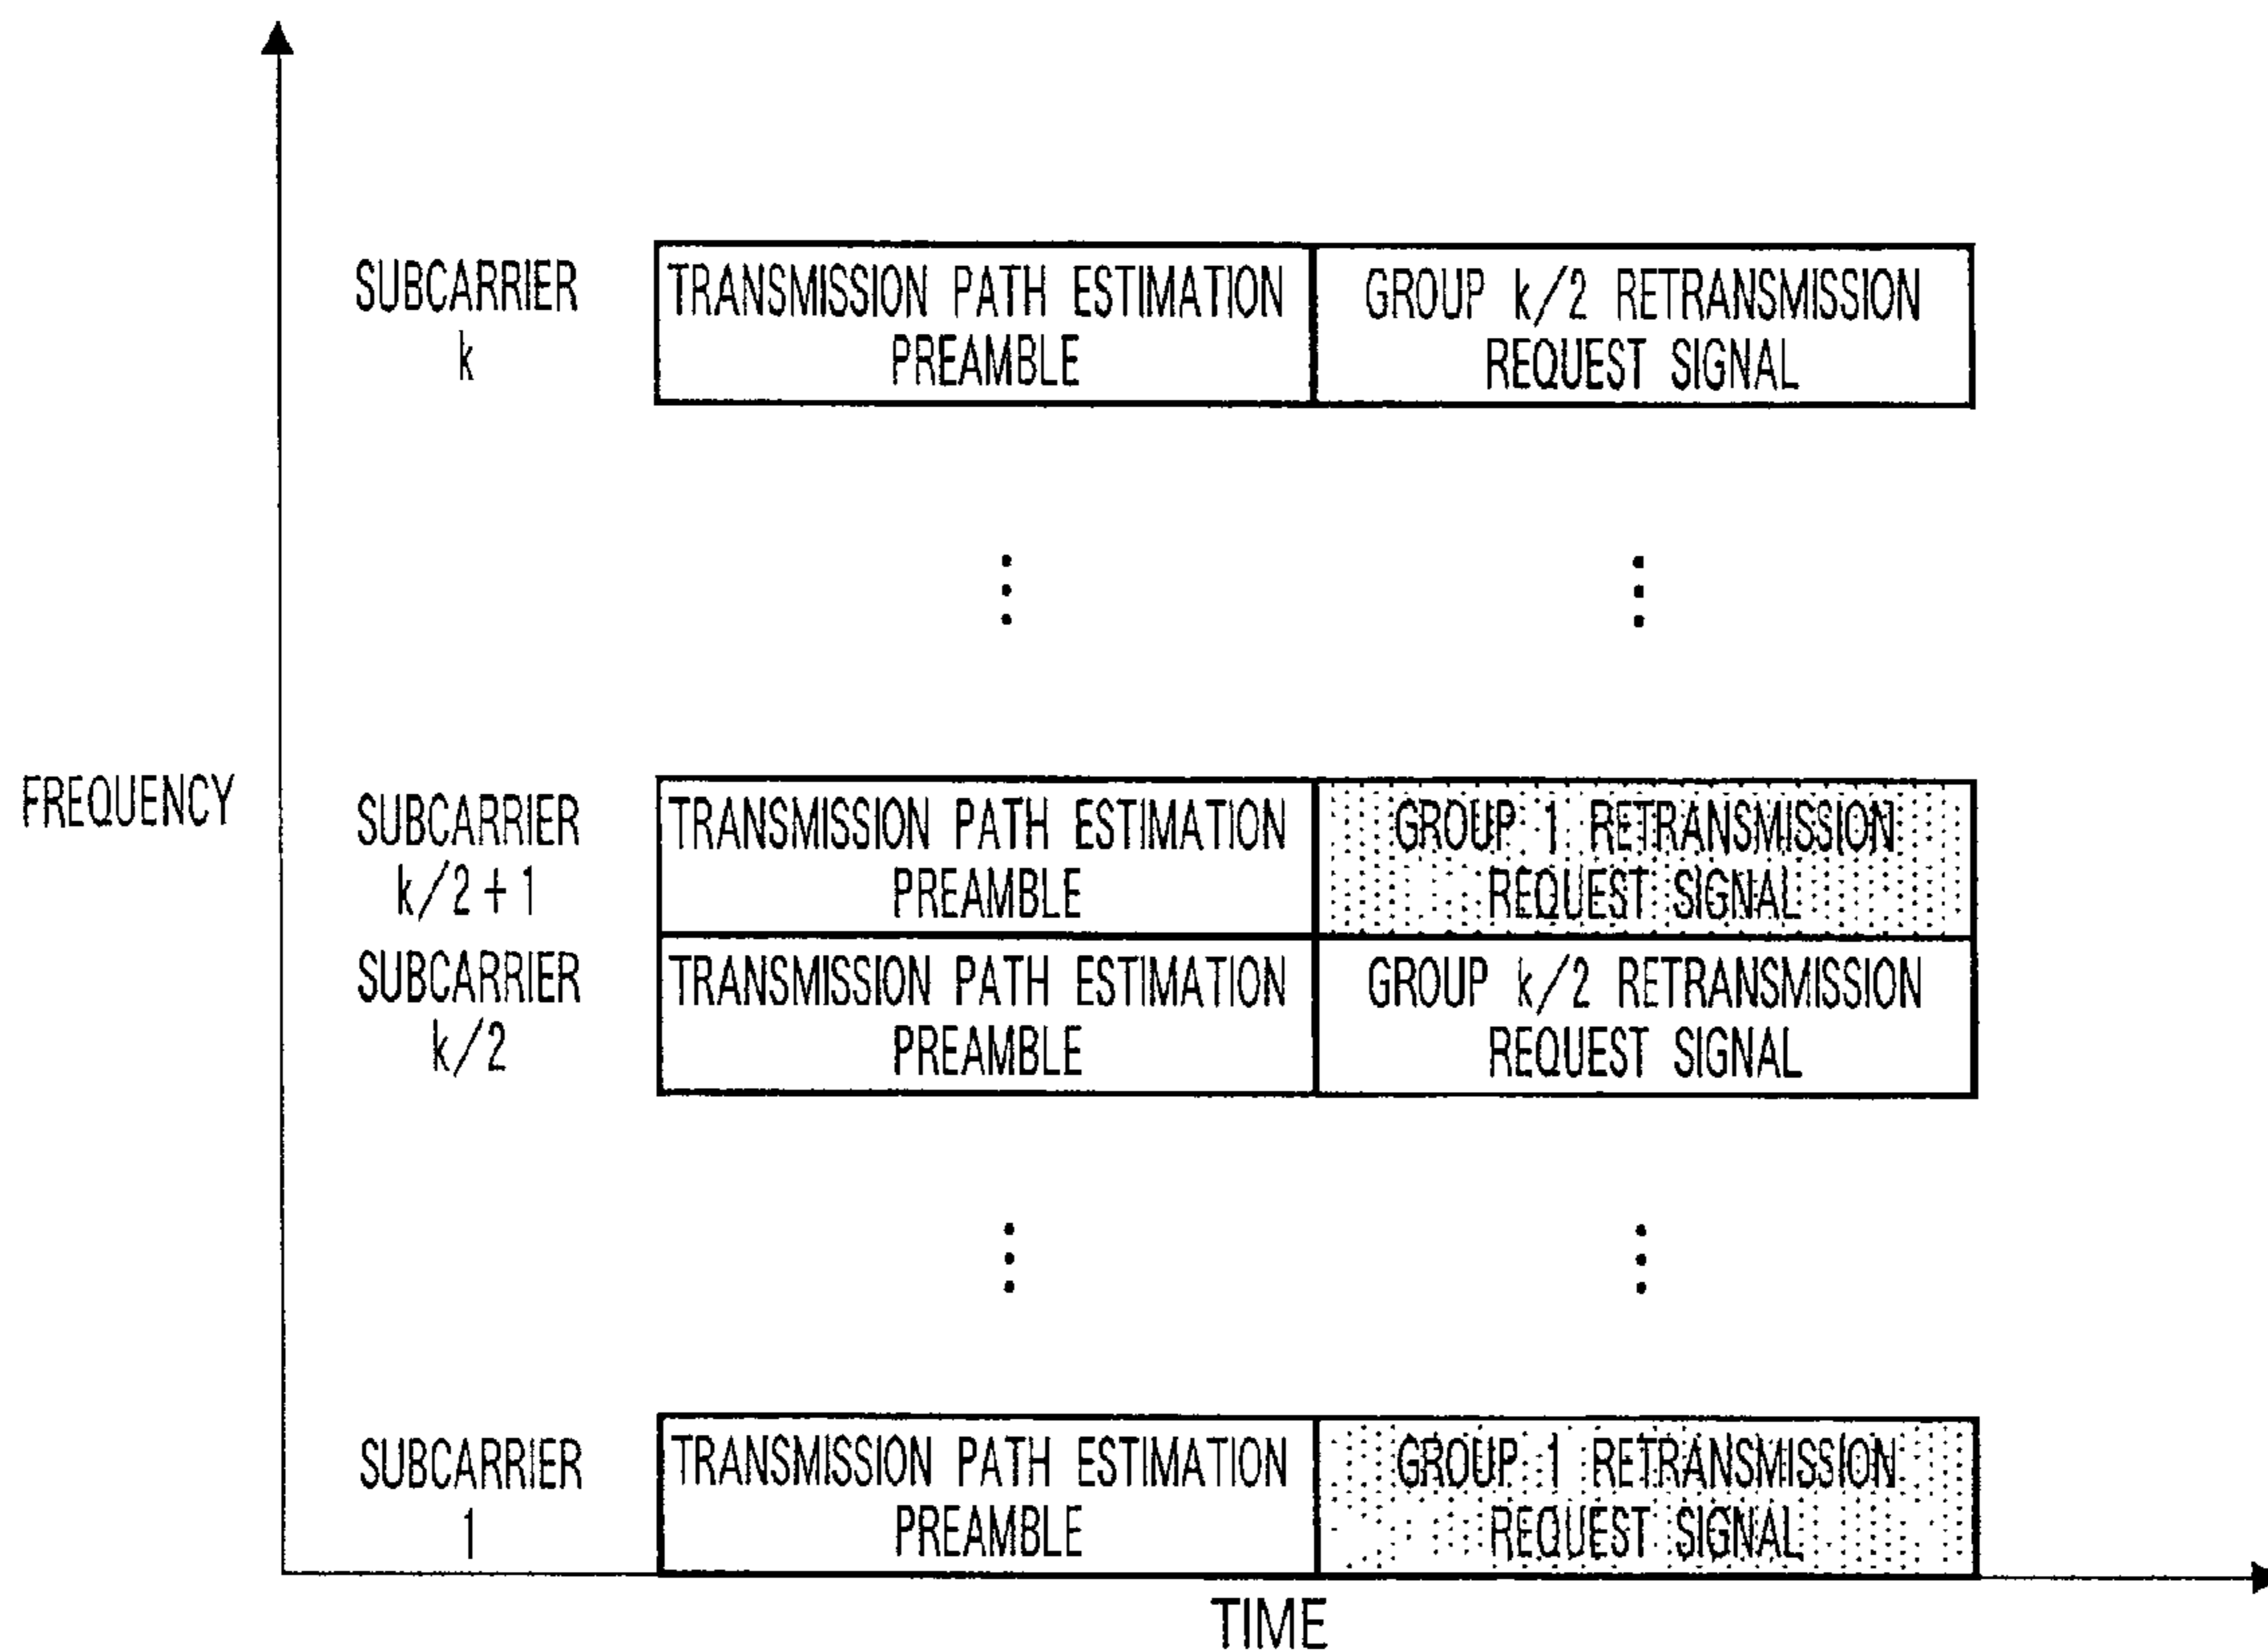 SUBCARRIER
k
TRANSMISSION PATH ESTIMATION
PREAMBLE
GROUP k/2 RETRANSMISSION
REQUEST SIGNAL
FREQUENCY
SUBCARRIER
k/2+1
TRANSMISSION PATH ESTIMATION
PREAMBLE
GROUP 1 RETRANSMISSION
REQUEST SIGNAL
SUBCARRIER
k/2
TRANSMISSION PATH ESTIMATION
PREAMBLE
GROUP k/2 RETRANSMISSION
REQUEST SIGNAL
SUBCARRIER
1
TRANSMISSION PATH ESTIMATION
PREAMBLE
GROUP 1 RETRANSMISSION
REQUEST SIGNAL
TIME